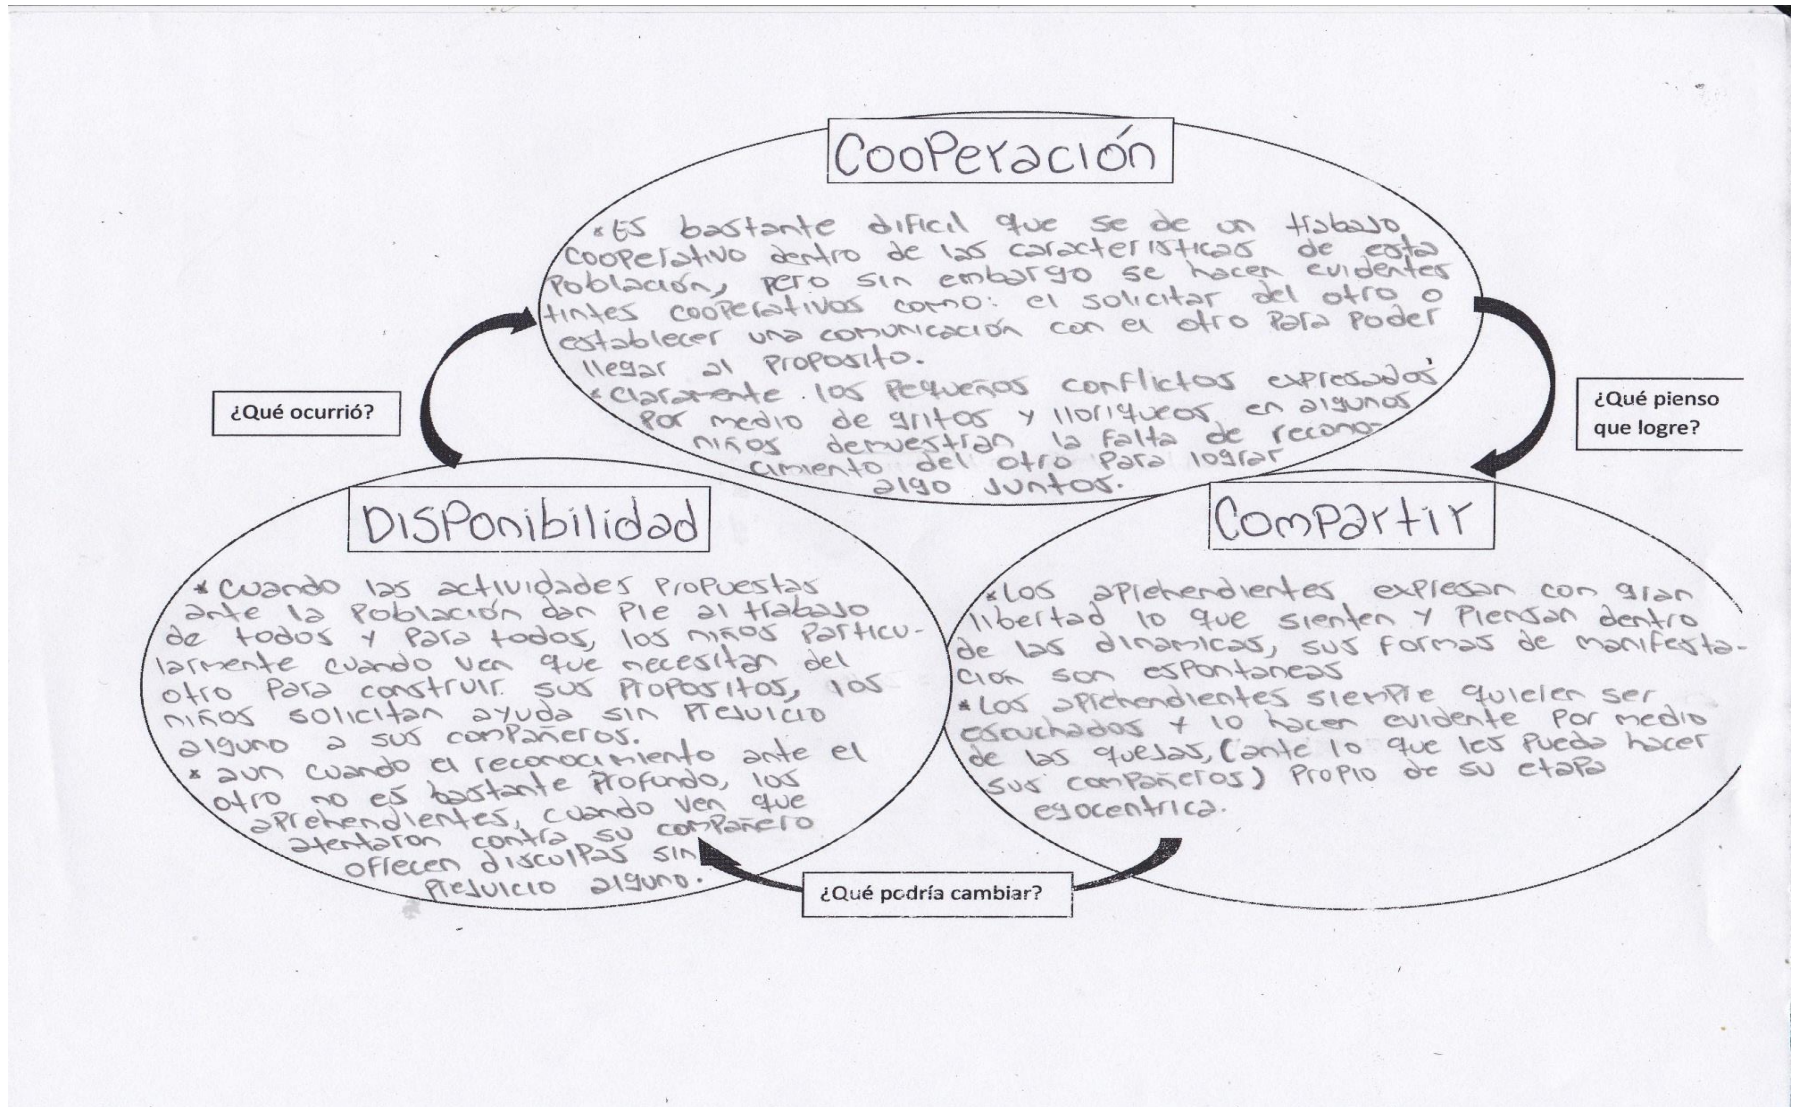 Cooperación
* Es bastante dificil que se de un trabajo
cooperativo dentro de las caracteristicas de esta
población, pero sin embargo se hacen evidentes
tintes cooperativos como: el solicitar del otro o
establecer una comunicación con el otro para poder
llegar al proposito.
* Claramente los pequeños conflictos expresados
por medio de gritos y lloriqueos en algunos
niños demuestran la falta de recono-
cimiento del otro para lograr
algo juntos.
¿Qué ocurrió?
¿Qué pienso
que logre?
Disponibilidad
* Cuando las actividades propuestas
ante la población dan pie al trabajo
de todos y para todos, los niños particu-
larmente cuando ven que necesitan del
otro para construir sus propositos, los
niños solicitan ayuda sin prejuicio
alguno a sus compañeros.
* aun cuando el reconocimiento ante el
otro no es bastante profundo, los
aprehendientes, cuando ven que
atentaron contra su compañero
ofrecen disculpas sin
prejuicio alguno.
Compartir
* Los aprehendientes expresan con gran
libertad lo que sienten y piensan dentro
de las dinamicas, sus formas de manifesta-
ción son espontaneas
* Los aprehendientes siempre quieren ser
escuchados y lo hacen evidente por medio
de las quejas, (ante lo que les pueda hacer
sus compañeros) propio de su etapa
egocentrica.
¿Qué podría cambiar?